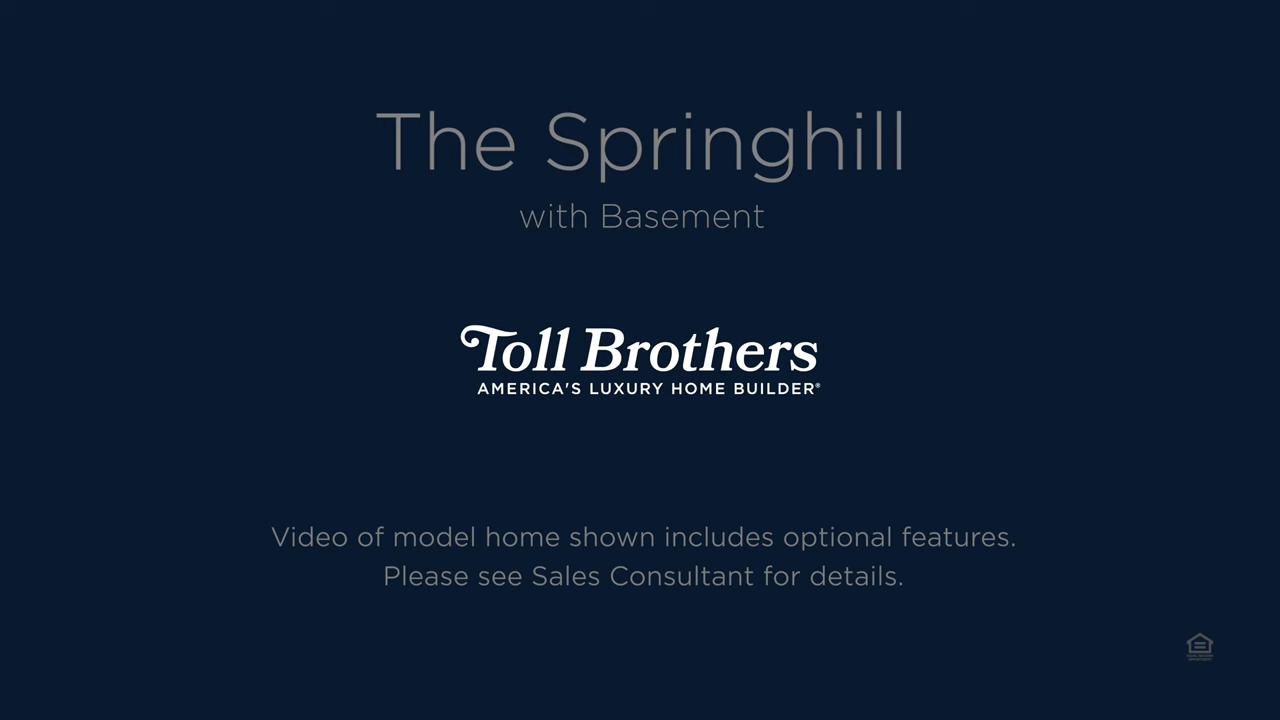 The Springhill
with Basement
Toll Brothers
AMERICA'S LUXURY HOME BUILDER®
Video of model home shown includes optional features.
Please see Sales Consultant for details.